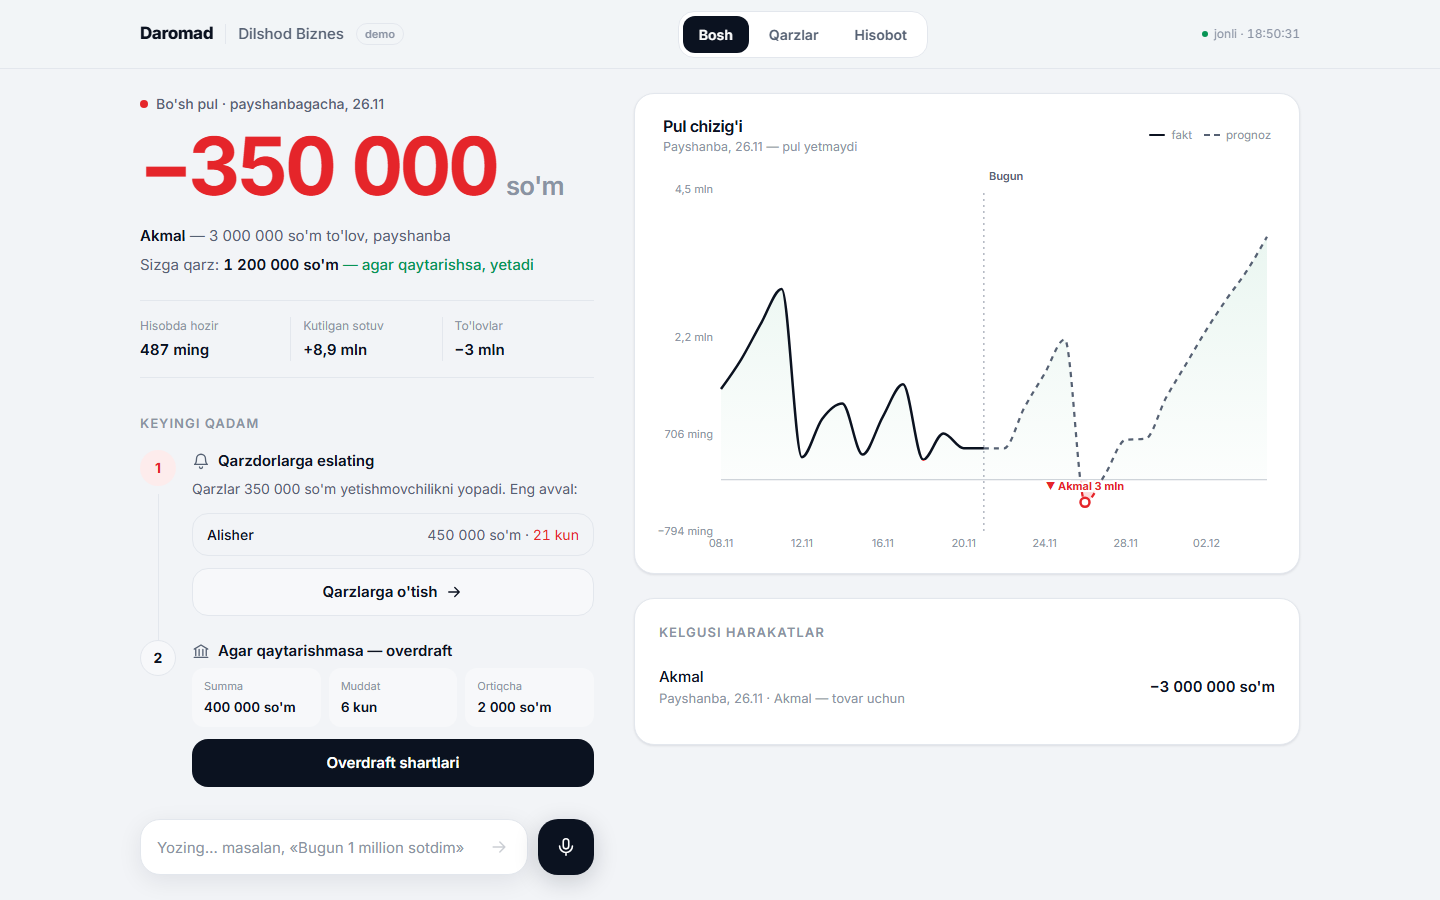 Daromad
Dilshod Biznes
demo
Bosh
Qarzlar
Hisobot
jonli · 18:50:31
Bo'sh pul · payshanbagacha, 26.11
−350 000 so'm
Akmal — 3 000 000 so'm to'lov, payshanba
Sizga qarz: 1 200 000 so'm — agar qaytarishsa, yetadi
Hisobda hozir
487 ming
Kutilgan sotuv
+8,9 mln
To'lovlar
−3 mln
KEYINGI QADAM
1
Qarzdorlarga eslating
Qarzlar 350 000 so'm yetishmovchilikni yopadi. Eng avval:
Alisher
450 000 so'm · 21 kun
Qarzlarga o'tish →
2
Agar qaytarishmasa — overdraft
Summa
400 000 so'm
Muddat
6 kun
Ortiqcha
2 000 so'm
Overdraft shartlari
Yozing... masalan, «Bugun 1 million sotdim»
Pul chizig'i
Payshanba, 26.11 — pul yetmaydi
fakt
prognoz
Bugun
4,5 mln
2,2 mln
706 ming
−794 ming
▼ Akmal 3 mln
08.11
12.11
16.11
20.11
24.11
28.11
02.12
KELGUSI HARAKATLAR
Akmal
Payshanba, 26.11 · Akmal — tovar uchun
−3 000 000 so'm